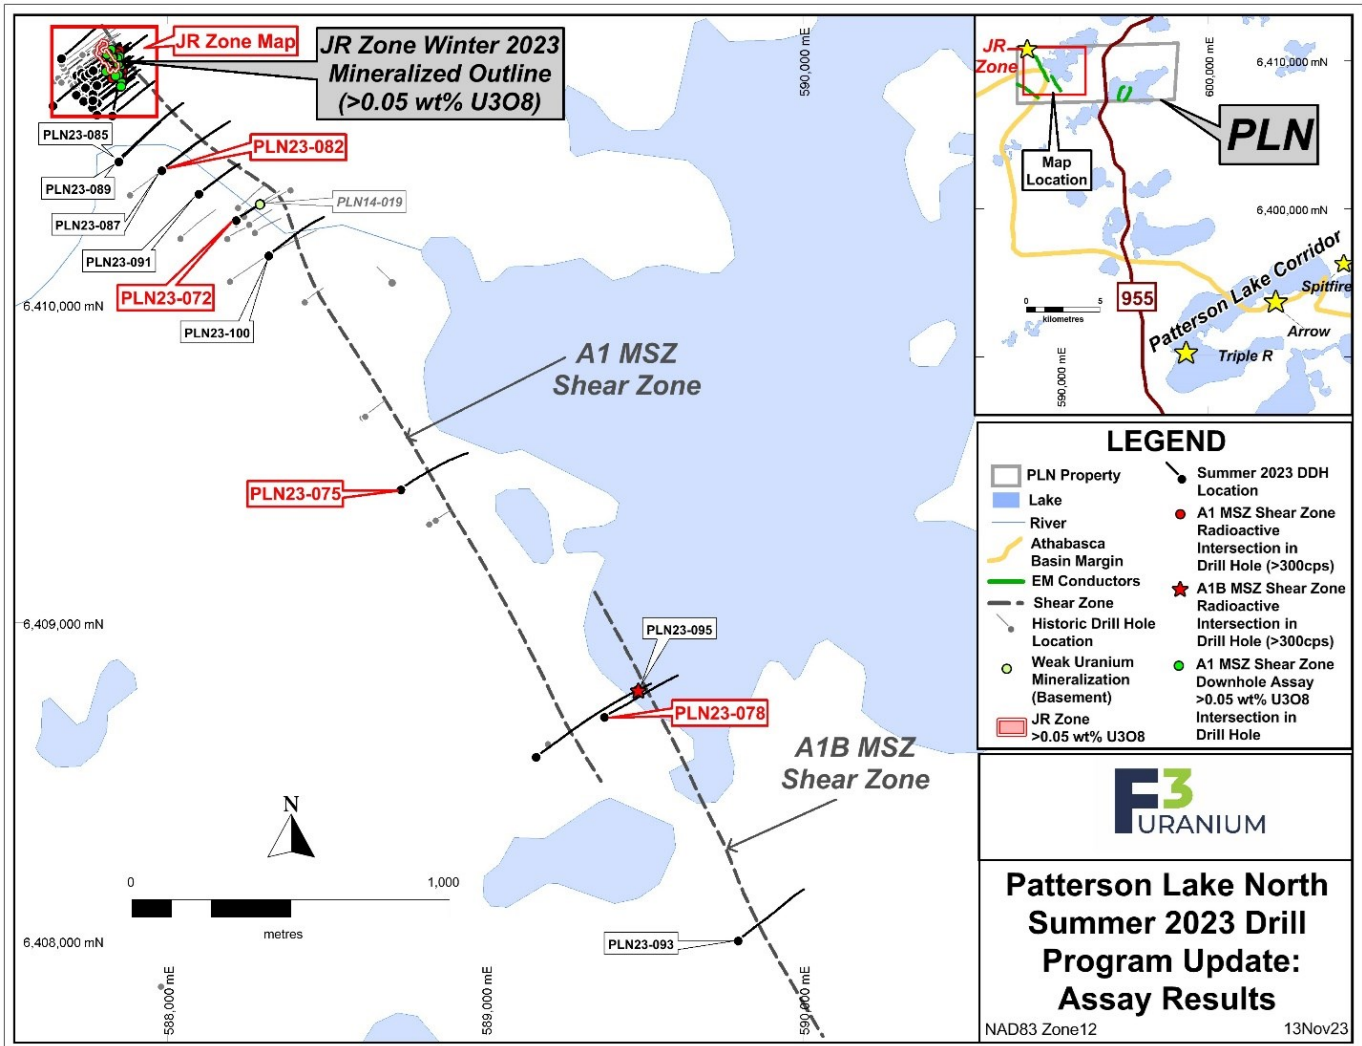 JR Zone Map
JR Zone Winter 2023
Mineralized Outline
(>0.05 wt% U3O8)
PLN23-085
PLN23-082
PLN23-089
PLN14-019
PLN23-087
PLN23-091
PLN23-072
PLN23-100
6,410,000 mN
A1 MSZ
Shear Zone
PLN23-075
6,409,000 mN
PLN23-095
PLN23-078
A1B MSZ
Shear Zone
N
0 1,000
metres
PLN23-093
6,408,000 mN
588,000 mE
589,000 mE
590,000 mE
590,000 mE
JR
Zone
600,000 mE
6,410,000 mN
PLN
Map
Location
6,400,000 mN
955
0 5
kilometres
590,000 mE
Patterson Lake Corridor
Spitfire
Arrow
Triple R
LEGEND
PLN Property
Lake
River
Athabasca
Basin Margin
EM Conductors
Shear Zone
Historic Drill Hole
Location
Weak Uranium
Mineralization
(Basement)
JR Zone
>0.05 wt% U3O8
Summer 2023 DDH
Location
A1 MSZ Shear Zone
Radioactive
Intersection in
Drill Hole (>300cps)
A1B MSZ Shear Zone
Radioactive
Intersection in
Drill Hole (>300cps)
A1 MSZ Shear Zone
Downhole Assay
>0.05 wt% U3O8
Intersection in
Drill Hole
F3
URANIUM
Patterson Lake North
Summer 2023 Drill
Program Update:
Assay Results
NAD83 Zone12 13Nov23